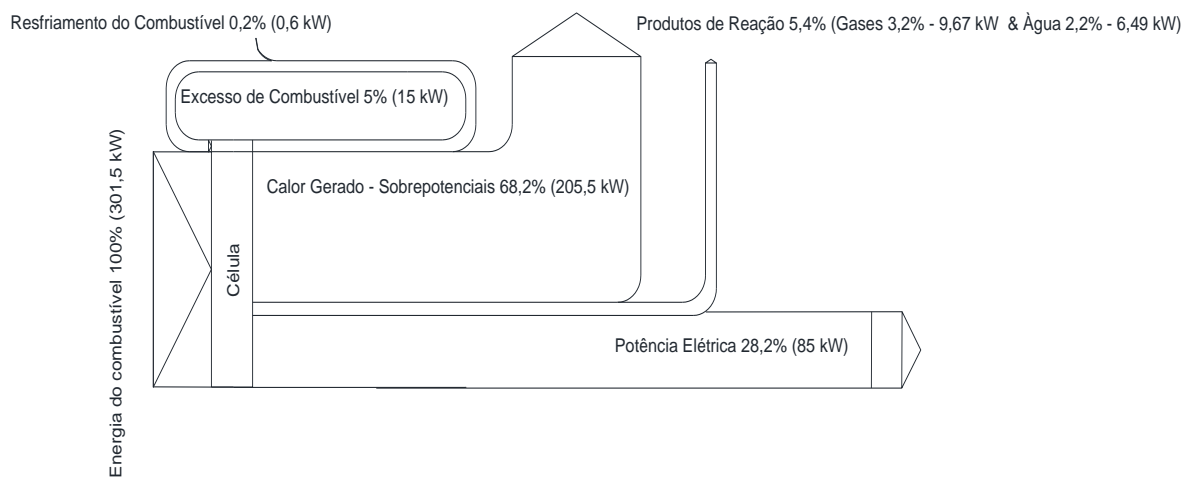 Resfriamento do Combustível 0,2% (0,6 kW)
Produtos de Reação 5,4% (Gases 3,2% - 9,67 kW & Àgua 2,2% - 6,49 kW)
Excesso de Combustível 5% (15 kW)
Energia do combustível 100% (301,5 kW)
Calor Gerado - Sobrepotenciais 68,2% (205,5 kW)
Célula
Potência Elétrica 28,2% (85 kW)